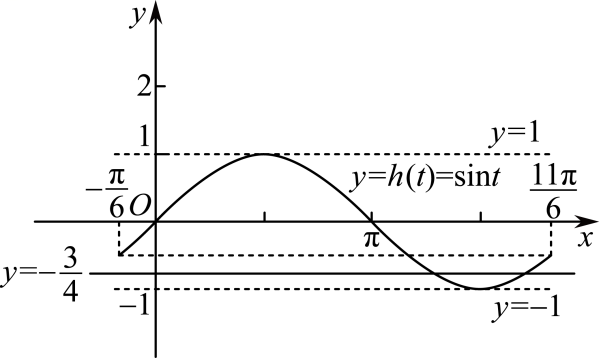 y
2
1
y=1
y=h(t)=sint
-π/6
O
11π/6
π
x
y=-3/4
-1
y=-1